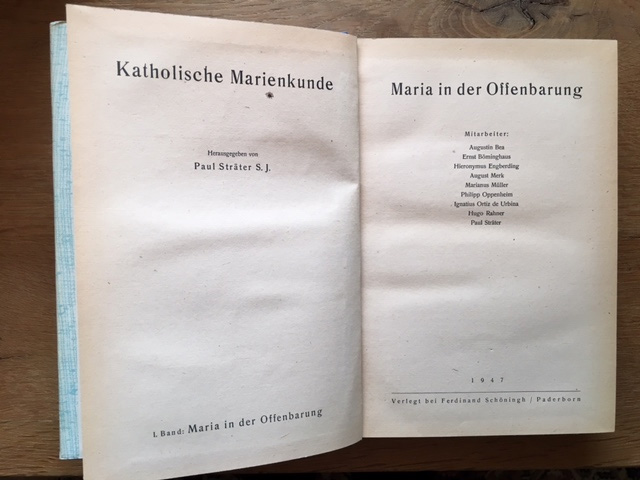 Katholische Marienkunde
Herausgegeben von
Paul Sträter S. J.
I. Band: Maria in der Offenbarung
Maria in der Offenbarung
Mitarbeiter:
Augustin Bea
Ernst Böminghaus
Hieronymus Engberding
August Merk
Marianus Müller
Philipp Oppenheim
Ignatius Ortiz de Urbina
Hugo Rahner
Paul Sträter
1947
Verlegt bei Ferdinand Schöningh / Paderborn